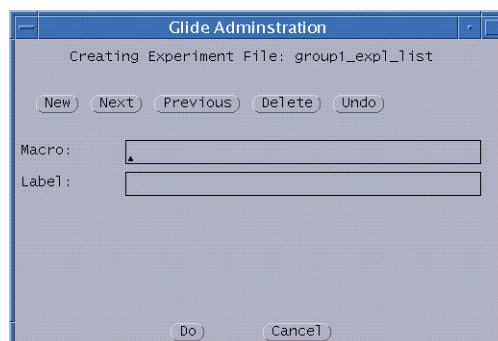 Glide Adminstration
Creating Experiment File: group1_expl_list
New Next Previous Delete Undo
Macro:
Label:
Do Cancel